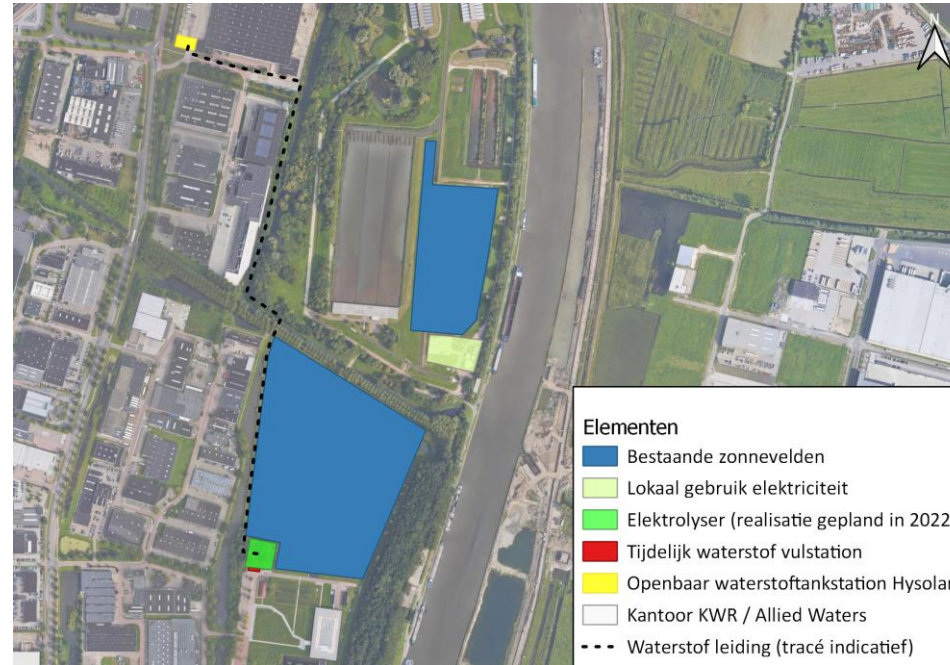 N
Elementen
Bestaande zonnevelden
Lokaal gebruik elektriciteit
Elektrolyser (realisatie gepland in 2022
Tijdelijk waterstof vulstation
Openbaar waterstoftankstation Hysolar
Kantoor KWR / Allied Waters
Waterstof leiding (tracé indicatief)